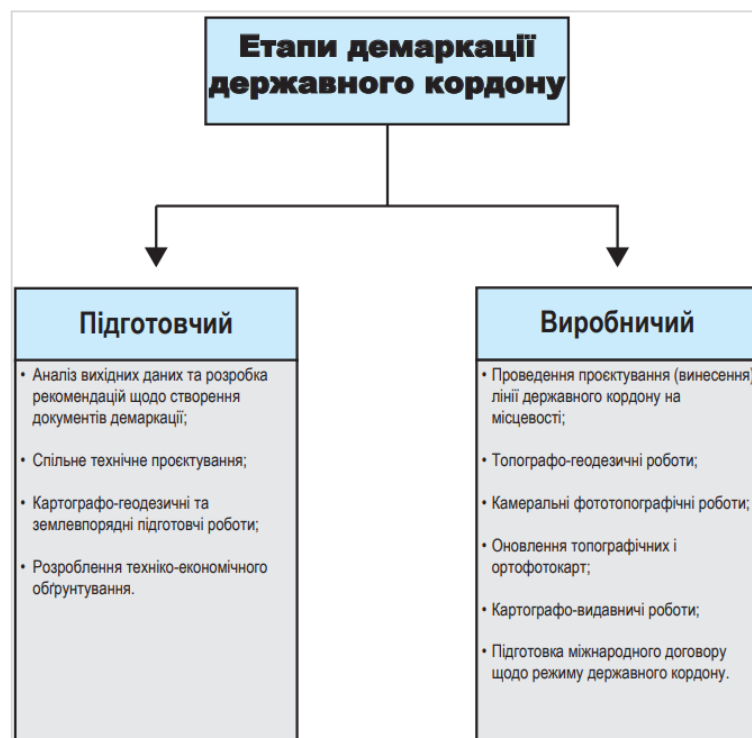 Етапи демаркації
державного кордону
Підготовчий
• Аналіз вихідних даних та розробка
рекомендацій щодо створення
документів демаркації;
• Спільне технічне проєктування;
• Картографо-геодезичні та
землевпорядні підготовчі роботи;
• Розроблення техніко-економічного
обґрунтування.
Виробничий
• Проведення проєктування (винесення)
лінії державного кордону на
місцевості;
• Топографо-геодезичні роботи;
• Камеральні фототопографічні роботи;
• Оновлення топографічних і
ортофотокарт;
• Картографо-видавничі роботи;
• Підготовка міжнародного договору
щодо режиму державного кордону.